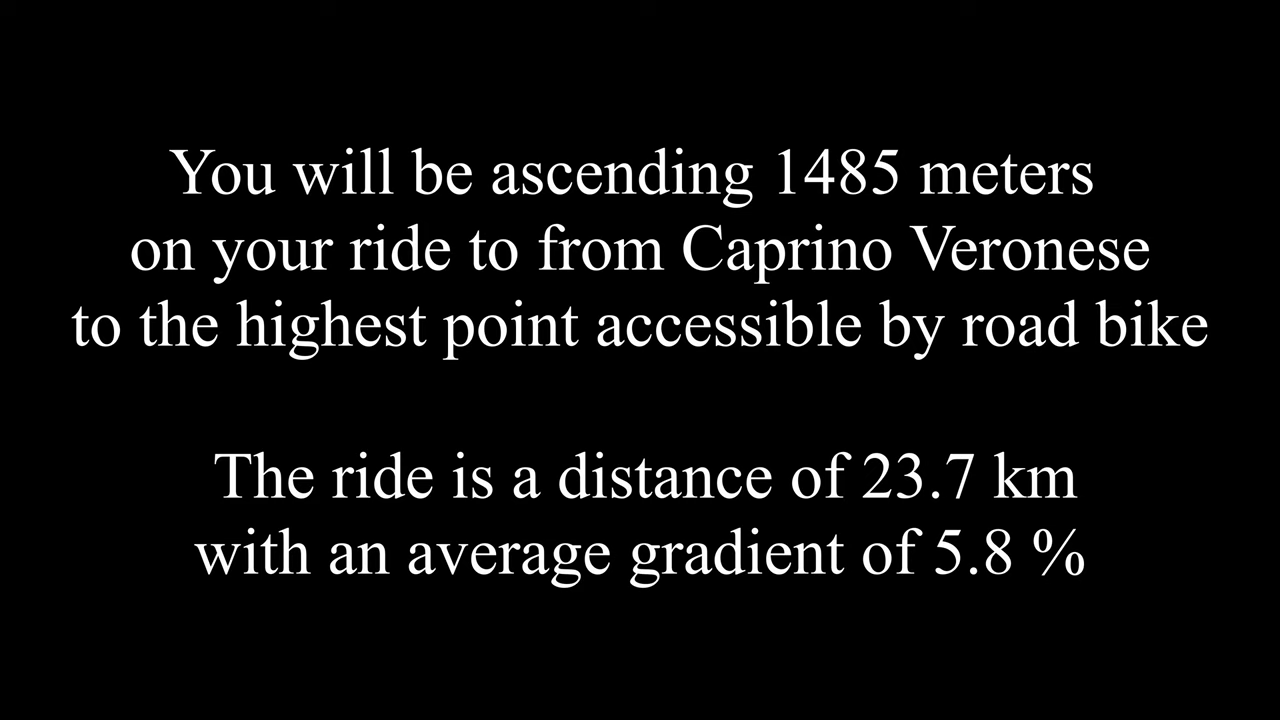 You will be ascending 1485 meters
on your ride to from Caprino Veronese
to the highest point accessible by road bike
The ride is a distance of 23.7 km
with an average gradient of 5.8 %